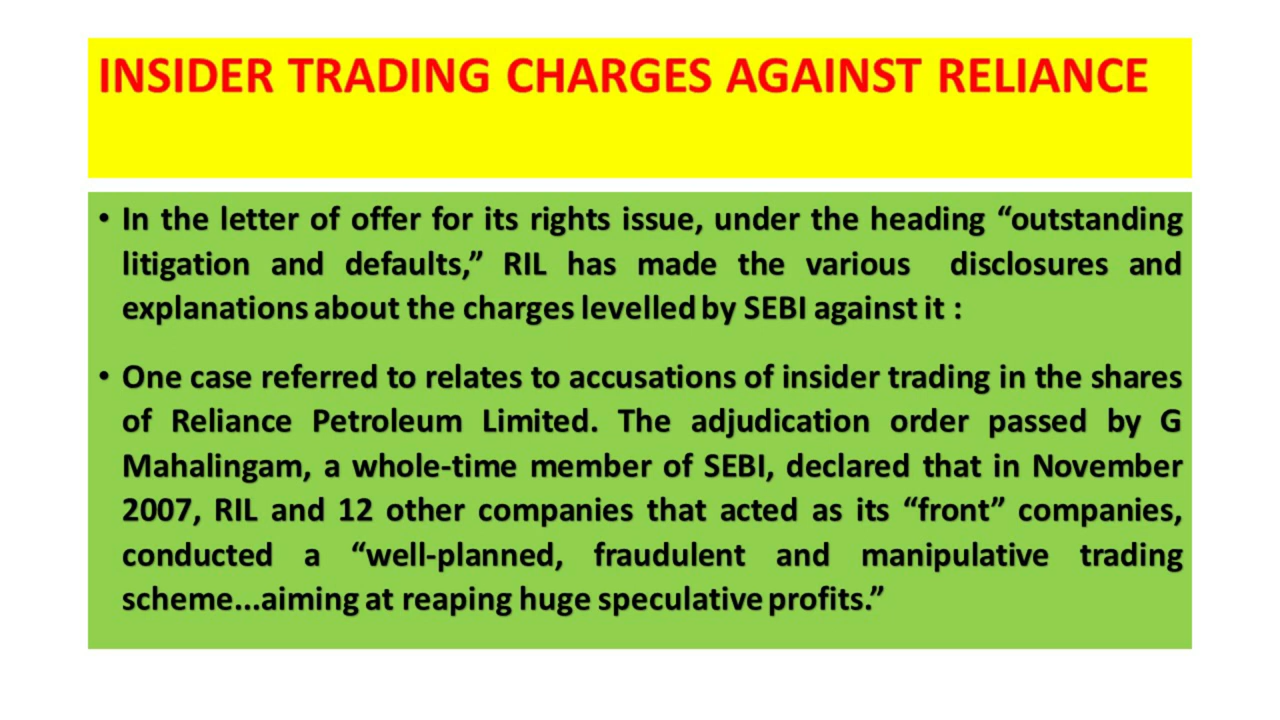 INSIDER TRADING CHARGES AGAINST RELIANCE
• In the letter of offer for its rights issue, under the heading “outstanding
litigation and defaults,” RIL has made the various disclosures and
explanations about the charges levelled by SEBI against it :
• One case referred to relates to accusations of insider trading in the shares
of Reliance Petroleum Limited. The adjudication order passed by G
Mahalingam, a whole-time member of SEBI, declared that in November
2007, RIL and 12 other companies that acted as its “front” companies,
conducted a “well-planned, fraudulent and manipulative trading
scheme...aiming at reaping huge speculative profits.”